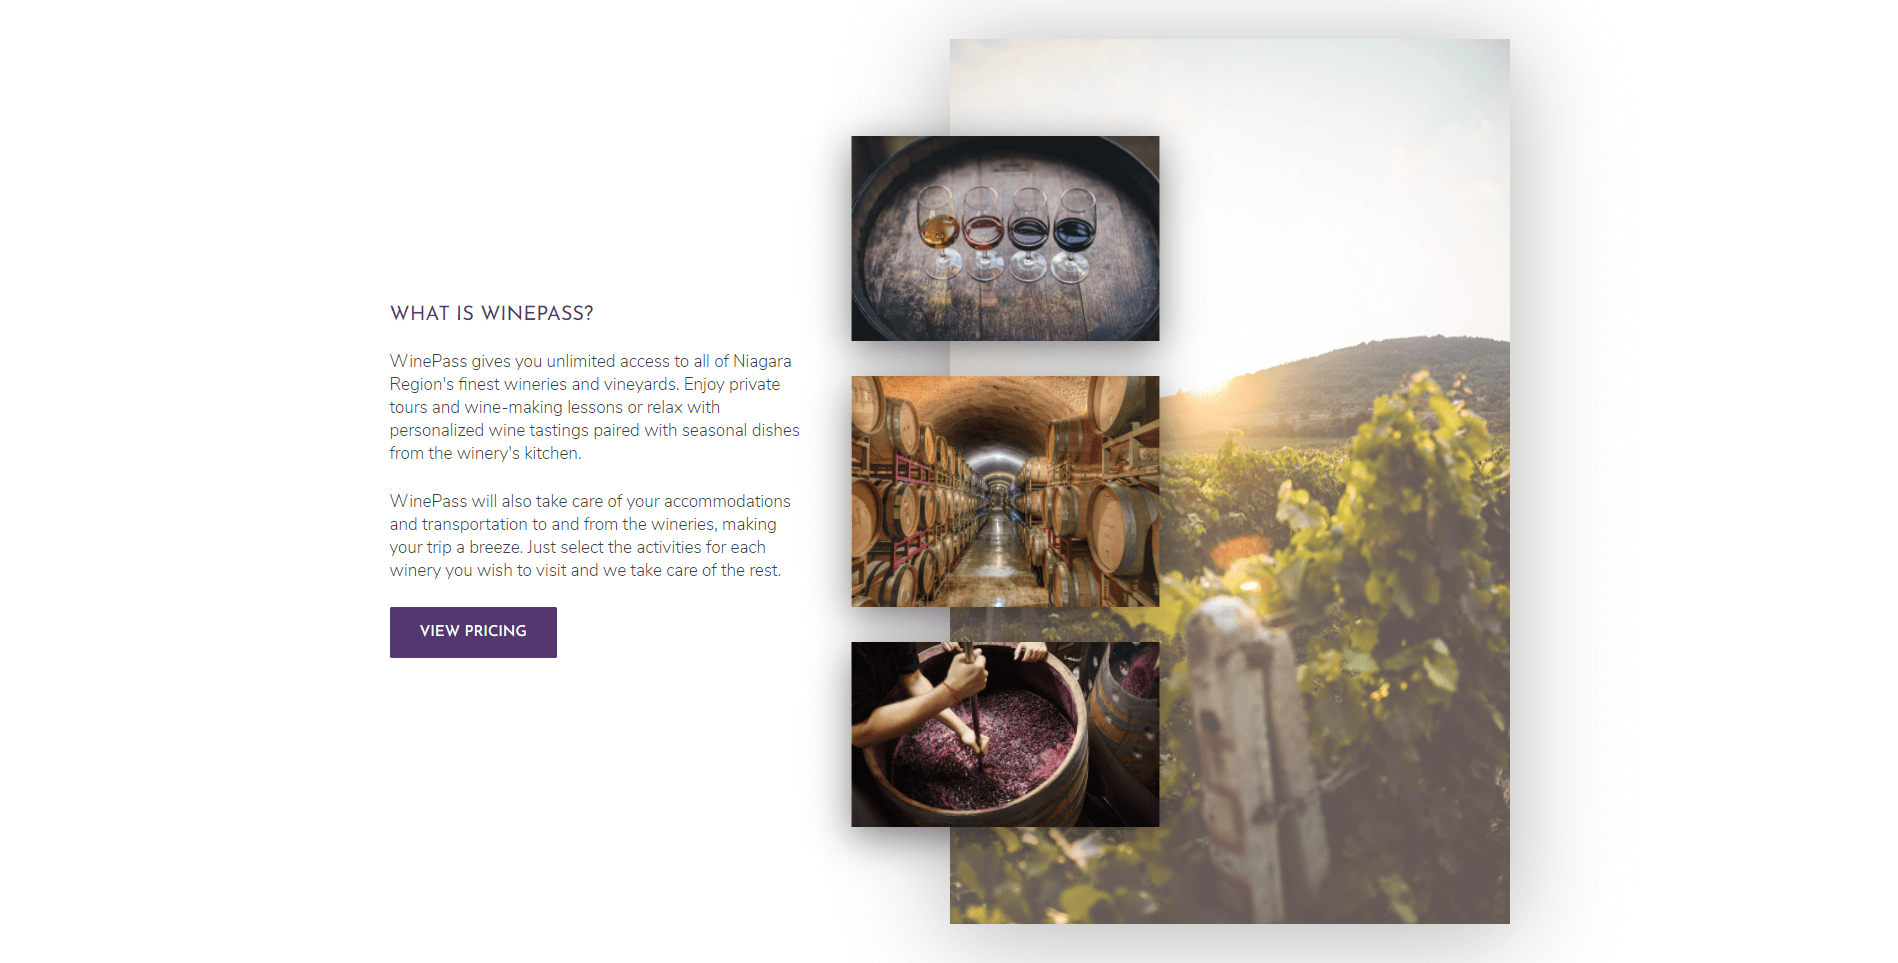 WHAT IS WINEPASS?
WinePass gives you unlimited access to all of Niagara
Region's finest wineries and vineyards. Enjoy private
tours and wine-making lessons or relax with
personalized wine tastings paired with seasonal dishes
from the winery's kitchen.
WinePass will also take care of your accommodations
and transportation to and from the wineries, making
your trip a breeze. Just select the activities for each
winery you wish to visit and we take care of the rest.
VIEW PRICING